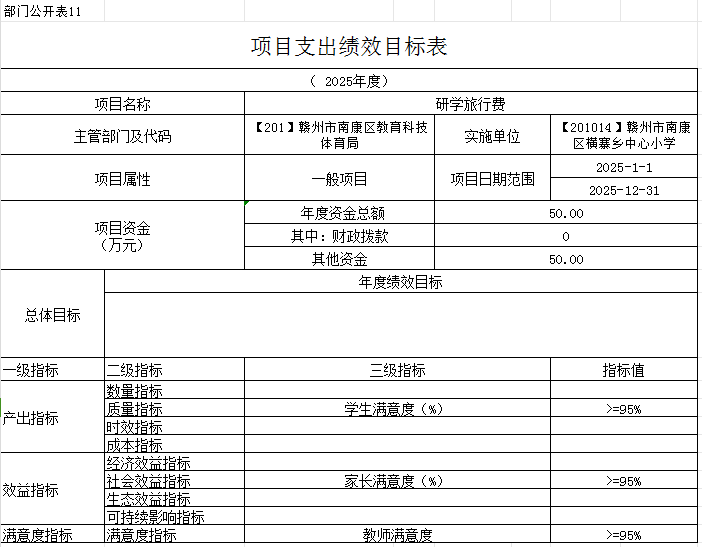 部门公开表11
项目支出绩效目标表
（ 2025年度）
项目名称 研学旅行费
主管部门及代码 【201】赣州市南康区教育科技体育局 实施单位 【201014】赣州市南康区横寨乡中心小学
项目属性 一般项目 项目日期范围 2025-1-1
2025-12-31
项目资金（万元） 年度资金总额 50.00
其中：财政拨款 0
其他资金 50.00
总体目标 年度绩效目标
一级指标 二级指标 三级指标 指标值
产出指标 数量指标
质量指标 学生满意度（%） >=95%
时效指标
成本指标
效益指标 经济效益指标
社会效益指标 家长满意度（%） >=95%
生态效益指标
可持续影响指标
满意度指标 满意度指标 教师满意度 >=95%